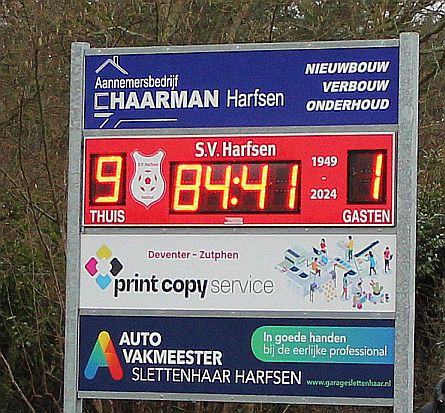 Aannemersbedrijf
SCHAARMAN Harfsen
NIEUWBOUW
VERBOUW
ONDERHOUD
S.V. Harfsen
9
84:41
1
1949
-
2024
THUIS
GASTEN
Deventer - Zutphen
print copy service
AUTO
VAKMEESTER
SLETTENHAAR HARFSEN
In goede handen
bij de eerlijke professional
www.garageslettenhaar.nl